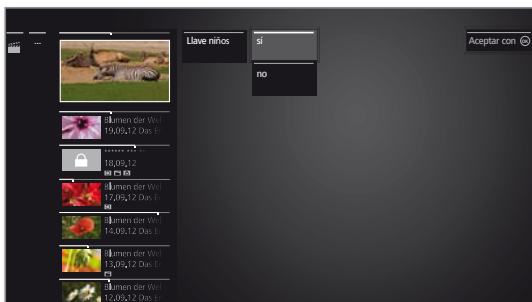 ...
Llave niños
sí
no
Aceptar con OK
Blumen der Wel
19.09.12 Das E
18.09.12
Blumen der Wel
17.09.12 Das E
Blumen der Wel
14.09.12 Das E
Blumen der Wel
13.09.12 Das E
Blumen der Wel
12.09.12 Das E